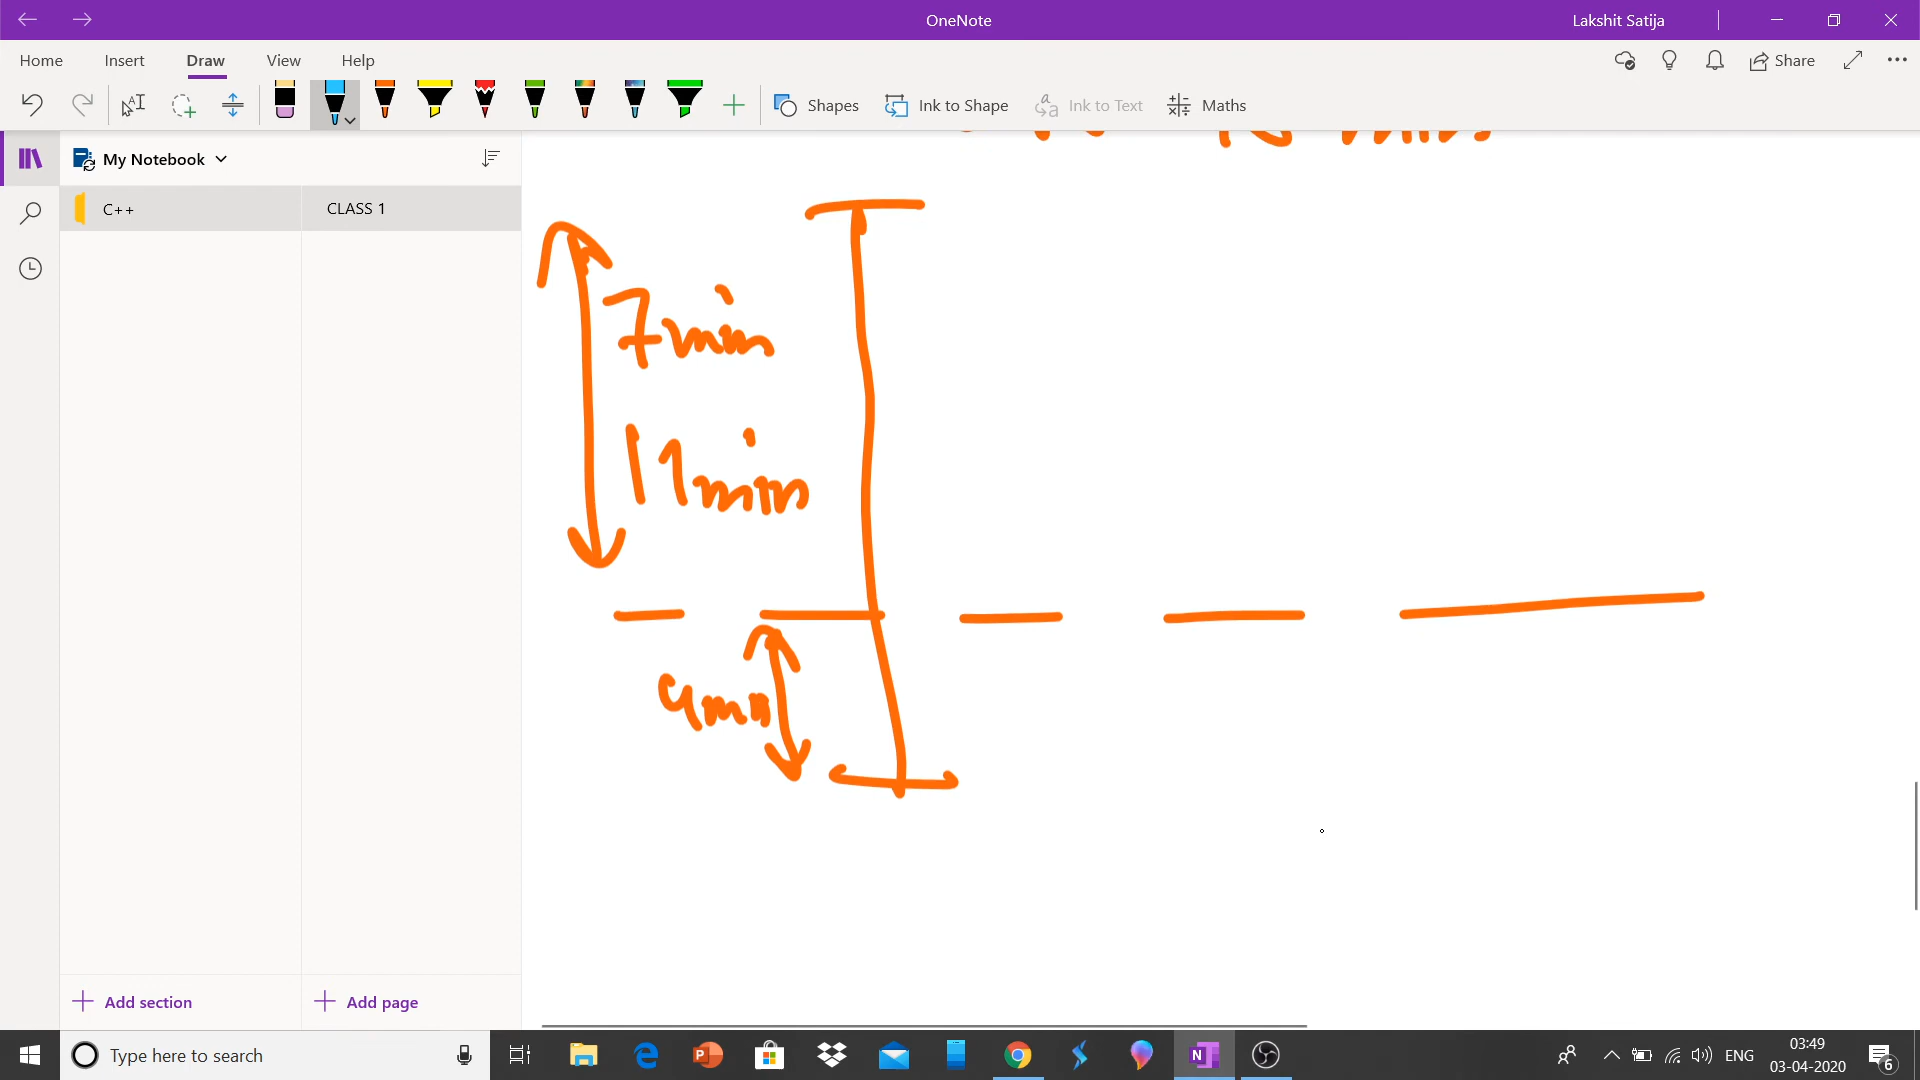 OneNote
Lakshit Satija
Home
Insert
Draw
View
Help
Share
Shapes
Ink to Shape
Ink to Text
Maths
My Notebook
C++
CLASS 1
7min
11min
4min
Add section
Add page
Type here to search
ENG
03:49
03-04-2020
6